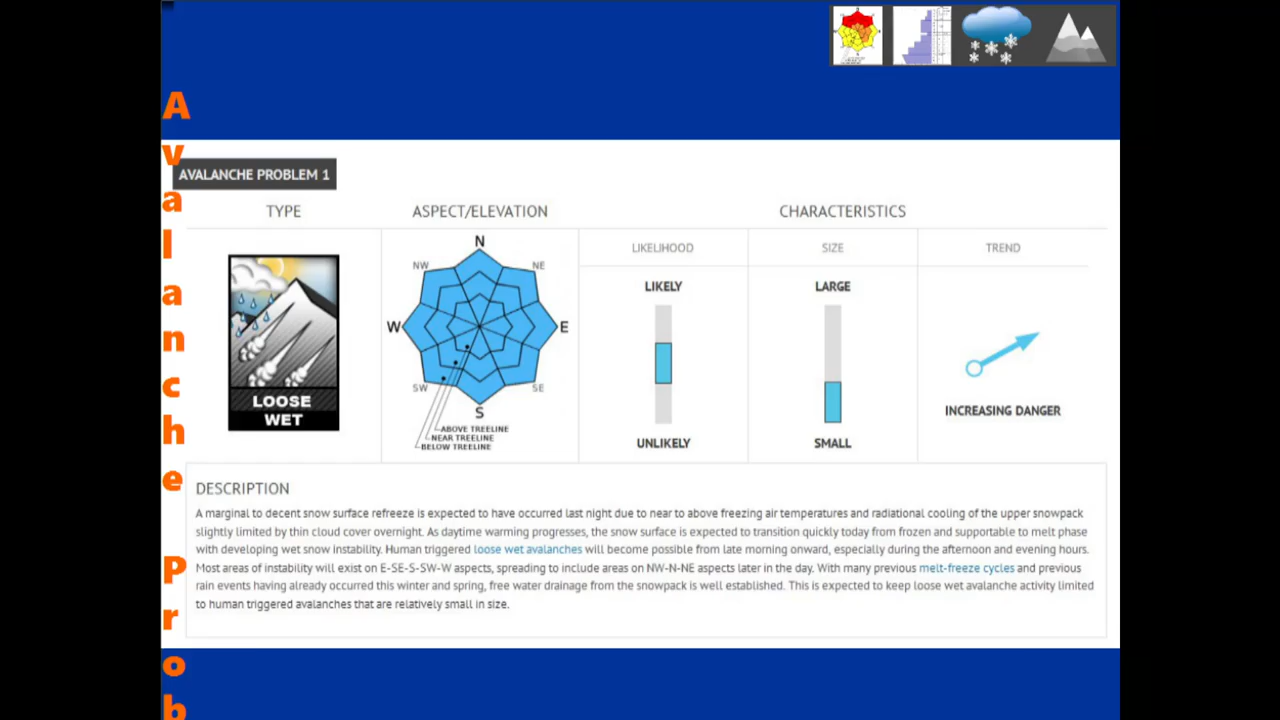 Avalanche Prob
AVALANCHE PROBLEM 1
TYPE
ASPECT/ELEVATION
CHARACTERISTICS
LIKELIHOOD
SIZE
TREND
LOOSE
WET
N
NW
NE
W
E
SW
SE
S
ABOVE TREELINE
NEAR TREELINE
BELOW TREELINE
LIKELY
UNLIKELY
LARGE
SMALL
INCREASING DANGER
DESCRIPTION
A marginal to decent snow surface refreeze is expected to have occurred last night due to near to above freezing air temperatures and radiational cooling of the upper snowpack
slightly limited by thin cloud cover overnight. As daytime warming progresses, the snow surface is expected to transition quickly today from frozen and supportable to melt phase
with developing wet snow instability. Human triggered loose wet avalanches will become possible from late morning onward, especially during the afternoon and evening hours.
Most areas of instability will exist on E-SE-S-SW-W aspects, spreading to include areas on NW-N-NE aspects later in the day. With many previous melt-freeze cycles and previous
rain events having already occurred this winter and spring, free water drainage from the snowpack is well established. This is expected to keep loose wet avalanche activity limited
to human triggered avalanches that are relatively small in size.